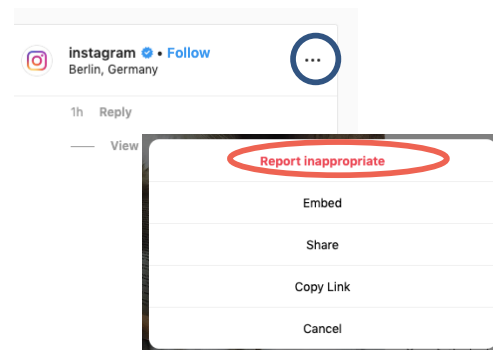 instagram • Follow
Berlin, Germany
...
1h Reply
View
Report inappropriate
Embed
Share
Copy Link
Cancel